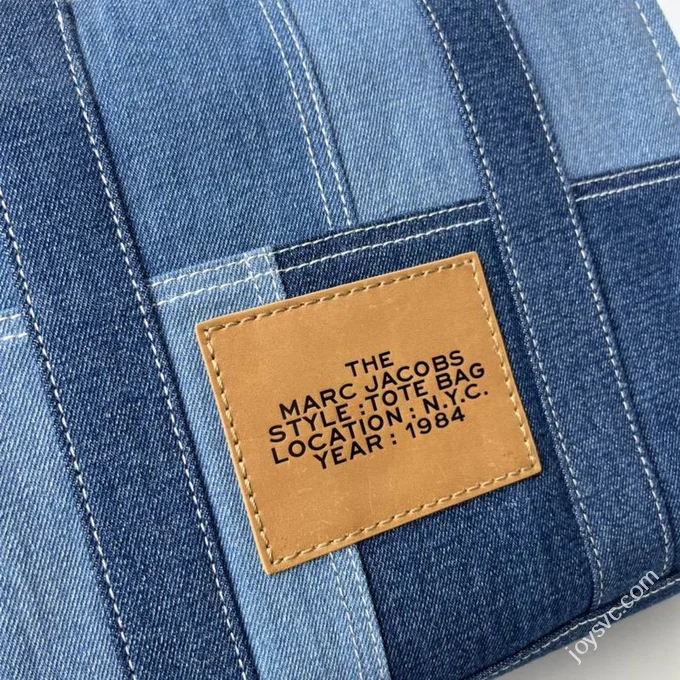 THE
MARC JACOBS
STYLE : TOTE BAG
LOCATION : N.Y.C.
YEAR : 1984
joysvc.com